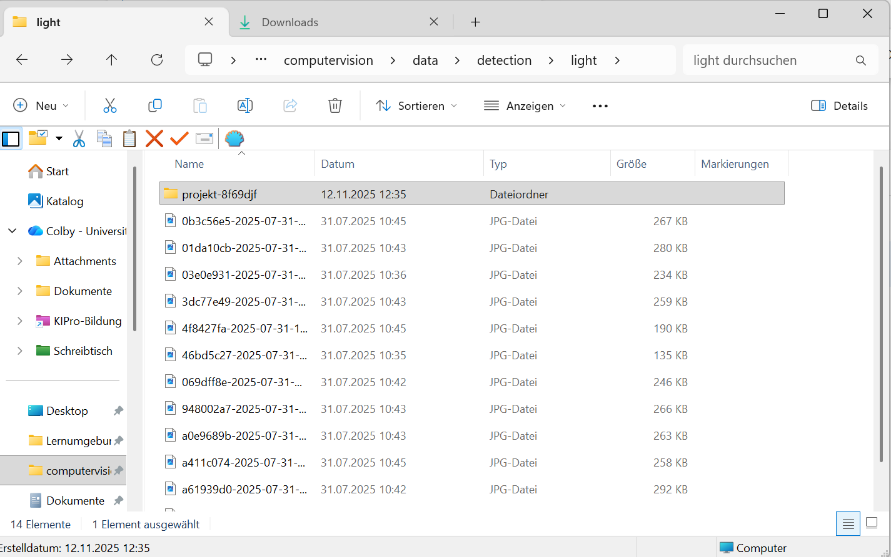 light
Downloads
computervision
data
detection
light
light durchsuchen
Neu
Sortieren
Anzeigen
Details
Start
Katalog
Colby - Universit
Attachments
Dokumente
KIPro-Bildung
Schreibtisch
Desktop
Lernumgebur
computervisi
Dokumente
Name Datum Typ Größe Markierungen
projekt-8f69djf 12.11.2025 12:35 Dateiordner
0b3c56e5-2025-07-31-... 31.07.2025 10:45 JPG-Datei 267 KB
01da10cb-2025-07-31-... 31.07.2025 10:43 JPG-Datei 280 KB
03e0e931-2025-07-31-... 31.07.2025 10:36 JPG-Datei 234 KB
3dc77e49-2025-07-31-... 31.07.2025 10:43 JPG-Datei 259 KB
4f8427fa-2025-07-31-1... 31.07.2025 10:45 JPG-Datei 190 KB
46bd5c27-2025-07-31-... 31.07.2025 10:35 JPG-Datei 135 KB
069dff8e-2025-07-31-... 31.07.2025 10:42 JPG-Datei 246 KB
948002a7-2025-07-31-... 31.07.2025 10:43 JPG-Datei 266 KB
a0e9689b-2025-07-31-... 31.07.2025 10:43 JPG-Datei 263 KB
a411c074-2025-07-31-... 31.07.2025 10:45 JPG-Datei 258 KB
a61939d0-2025-07-31-... 31.07.2025 10:42 JPG-Datei 292 KB
14 Elemente 1 Element ausgewählt
Erstelldatum: 12.11.2025 12:35 Computer